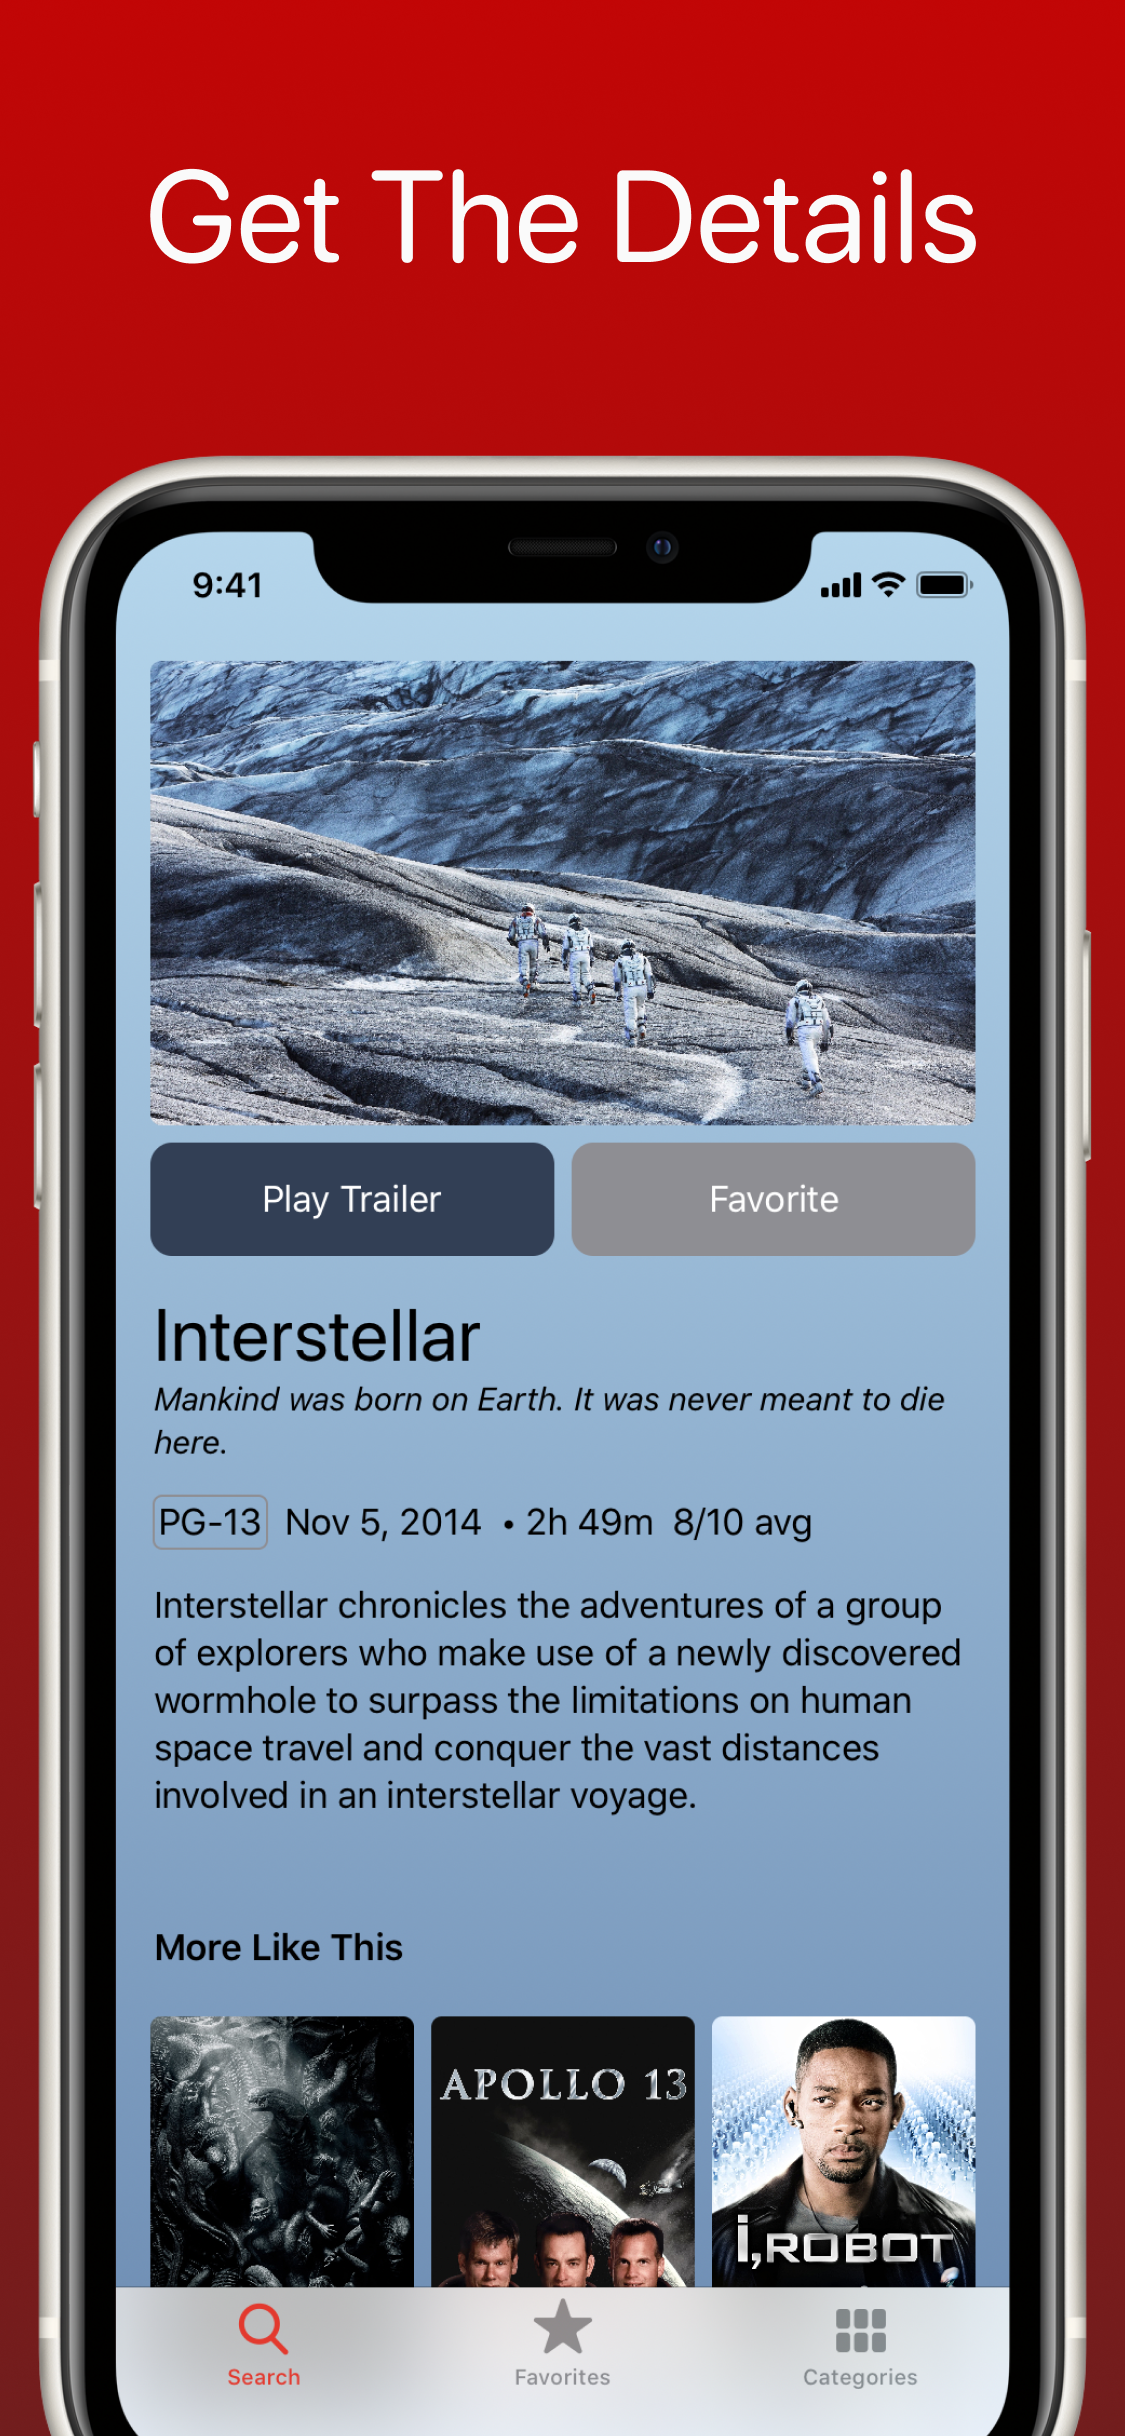 Get The Details
9:41
Play Trailer
Favorite
Interstellar
Mankind was born on Earth. It was never meant to die
here.
PG-13 Nov 5, 2014 • 2h 49m 8/10 avg
Interstellar chronicles the adventures of a group
of explorers who make use of a newly discovered
wormhole to surpass the limitations on human
space travel and conquer the vast distances
involved in an interstellar voyage.
More Like This
APOLLO 13
i, ROBOT
Search
Favorites
Categories